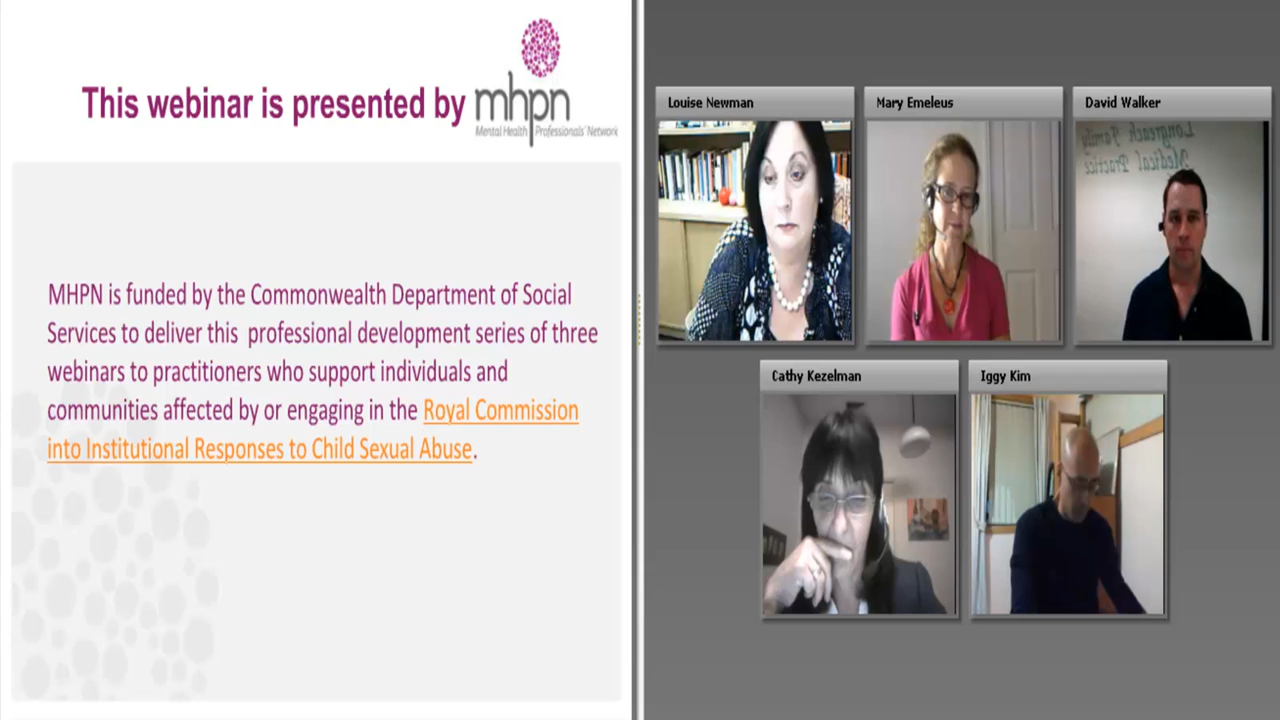 This webinar is presented by
mhpn
Mental Health Professionals' Network
MHPN is funded by the Commonwealth Department of Social
Services to deliver this professional development series of three
webinars to practitioners who support individuals and
communities affected by or engaging in the Royal Commission
into Institutional Responses to Child Sexual Abuse.
Louise Newman
Mary Emeleus
David Walker
Longreach Family
Medical Practice
Cathy Kezelman
Iggy Kim